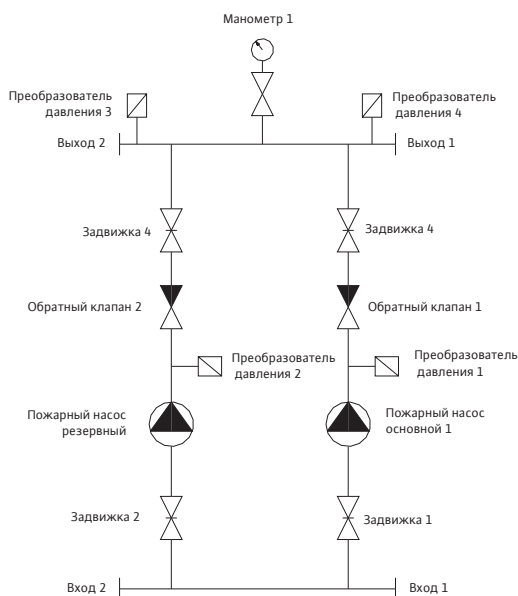 Манометр 1
Преобразователь
давления 3
Преобразователь
давления 4
Выход 2
Выход 1
Задвижка 4
Задвижка 4
Обратный клапан 2
Обратный клапан 1
Преобразователь
давления 2
Преобразователь
давления 1
Пожарный насос
резервный
Пожарный насос
основной 1
Задвижка 2
Задвижка 1
Вход 2
Вход 1